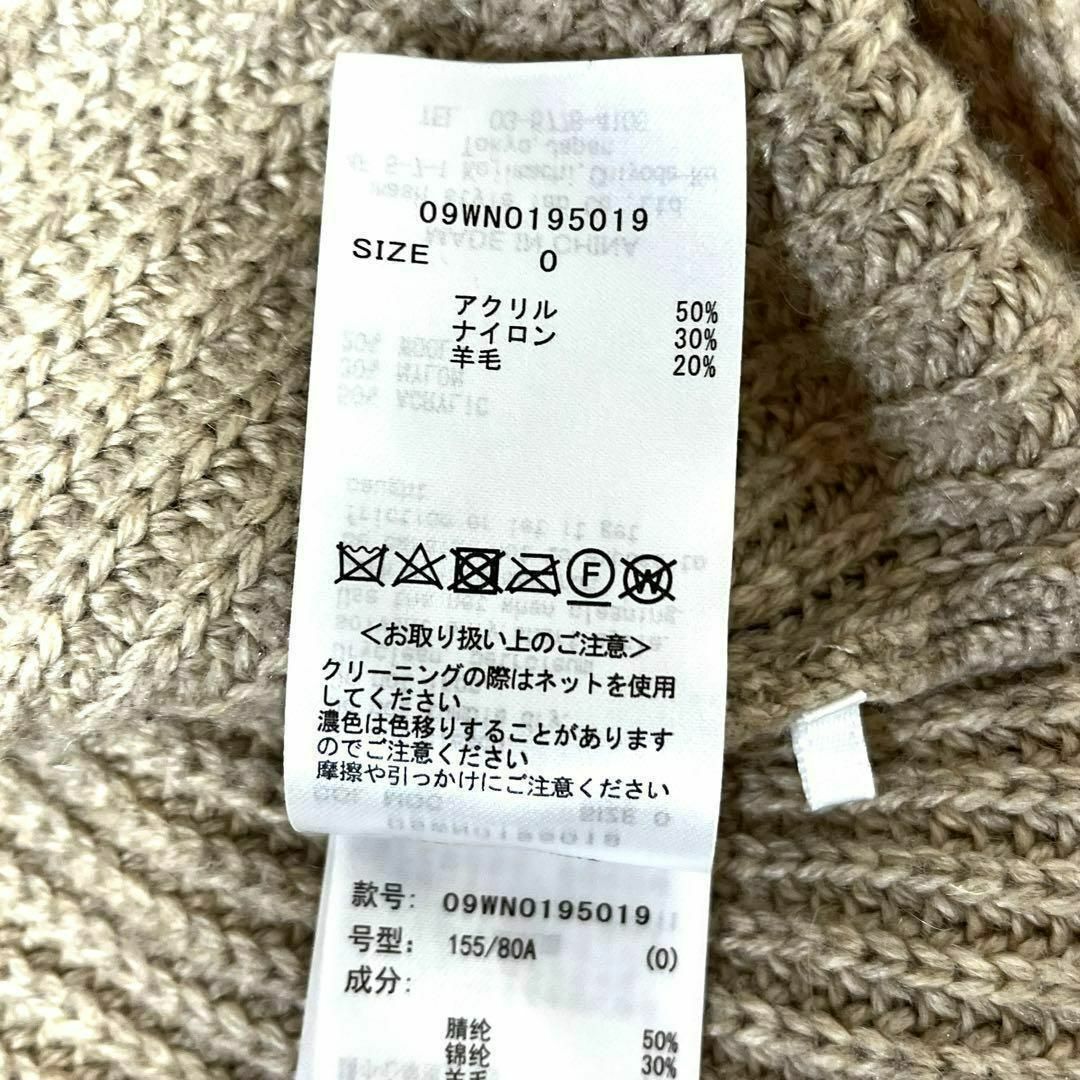 09WN0195019
SIZE 0
アクリル 50%
ナイロン 30%
羊毛 20%
F
W
<お取り扱い上のご注意>
クリーニングの際はネットを使用
してください
濃色は色移りすることがあります
のでご注意ください
摩擦や引っかけにご注意ください
款号: 09WN0195019
号型: 155/80A (0)
成分:
腈纶 50%
锦纶 30%
羊毛